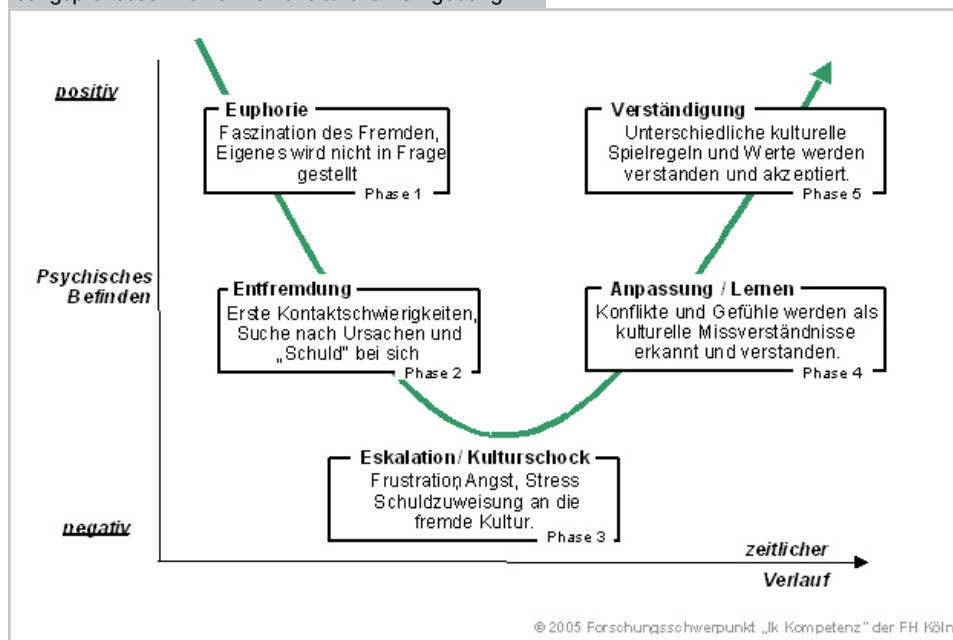 positiv
Euphorie
Faszination des Fremden,
Eigenes wird nicht in Frage
gestellt
Phase 1
Verständigung
Unterschiedliche kulturelle
Spielregeln und Werte werden
verstanden und akzeptiert.
Phase 5
Psychisches
Befinden
Entfremdung
Erste Kontaktschwierigkeiten,
Suche nach Ursachen und
„Schuld" bei sich
Phase 2
Anpassung / Lernen
Konflikte und Gefühle werden als
kulturelle Missverständnisse
erkannt und verstanden.
Phase 4
Eskalation / Kulturschock
Frustration, Angst, Stress
Schuldzuweisung an die
fremde Kultur.
Phase 3
negativ
zeitlicher
Verlauf
© 2005 Forschungsschwerpunkt „Ik Kompetenz" der FH Köln